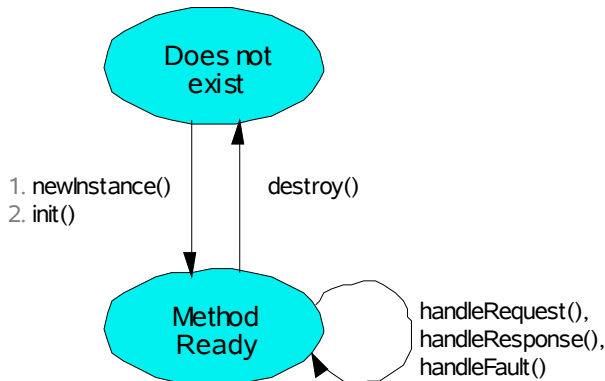 Does not
exist
1. newInstance()
2. init()
destroy()
Method
Ready
handleRequest(),
handleResponse(),
handleFault()